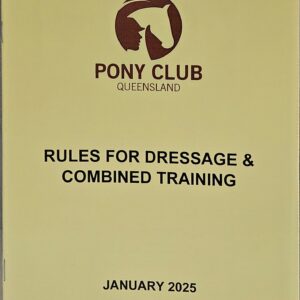 PONY CLUB
QUEENSLAND
RULES FOR DRESSAGE &
COMBINED TRAINING
JANUARY 2025